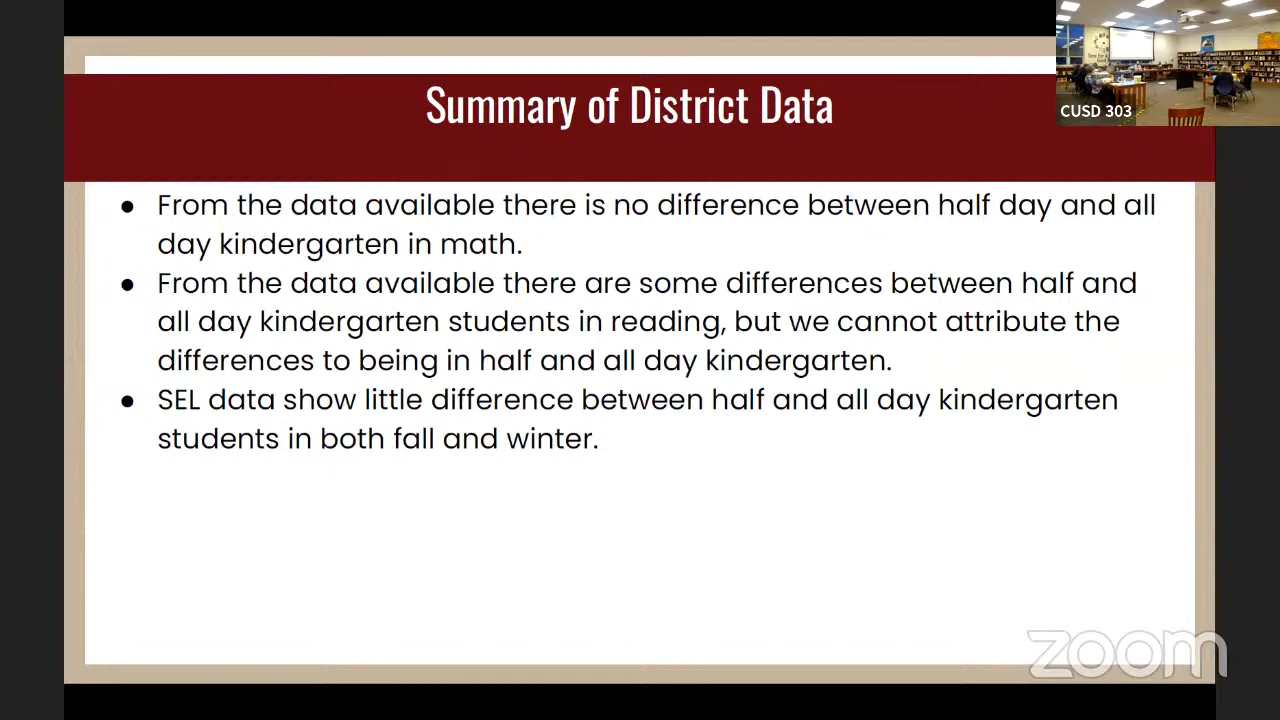 Summary of District Data
CUSD 303
● From the data available there is no difference between half day and all
day kindergarten in math.
● From the data available there are some differences between half and
all day kindergarten students in reading, but we cannot attribute the
differences to being in half and all day kindergarten.
● SEL data show little difference between half and all day kindergarten
students in both fall and winter.
zoom